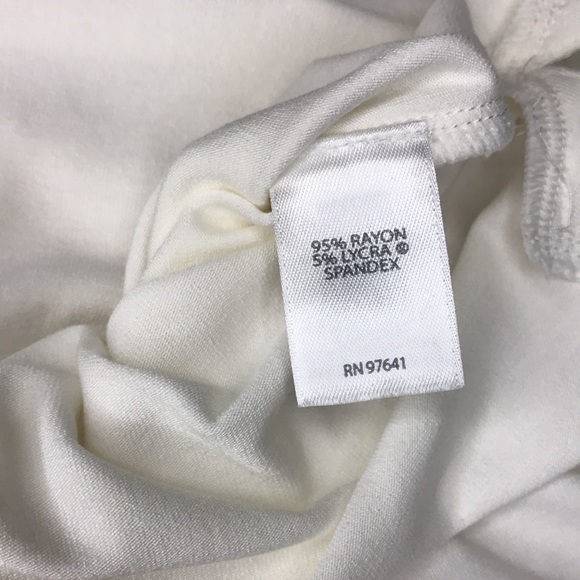 95% RAYON
5% LYCRA ®
SPANDEX
RN 97641